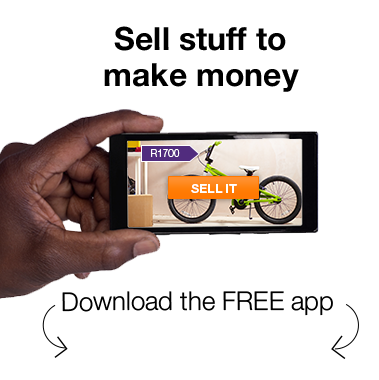 Sell stuff to
make money
R1700
SELL IT
Download the FREE app